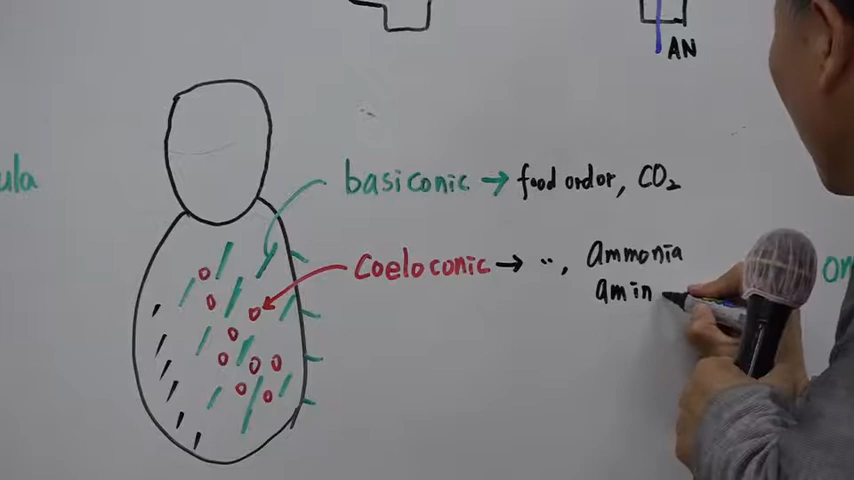 AN
ula
basiconic → food order, CO₂
Coeloconic → ", Ammonia
amin
or